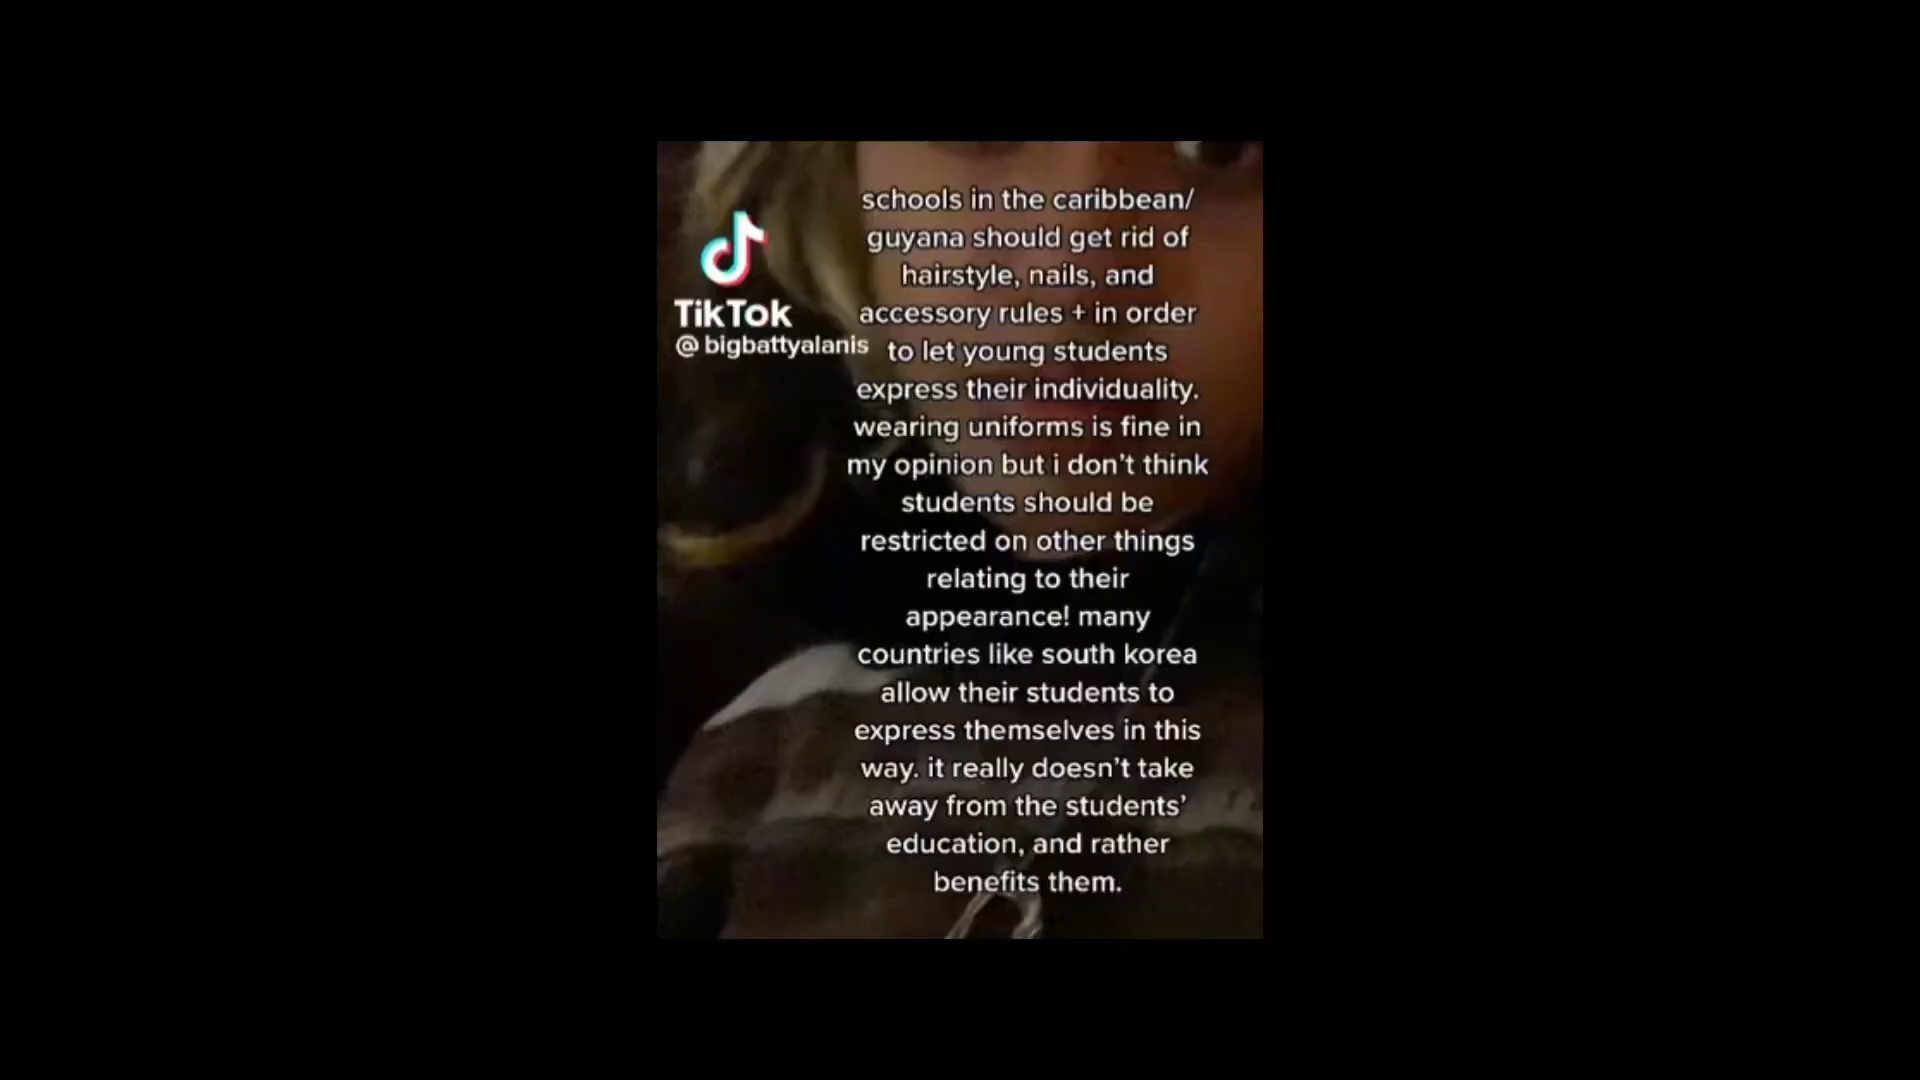 schools in the caribbean/
guyana should get rid of
hairstyle, nails, and
accessory rules + in order
to let young students
express their individuality.
wearing uniforms is fine in
my opinion but i don't think
students should be
restricted on other things
relating to their
appearance! many
countries like south korea
allow their students to
express themselves in this
way. it really doesn't take
away from the students'
education, and rather
benefits them.
TikTok
@ bigbattyalanis